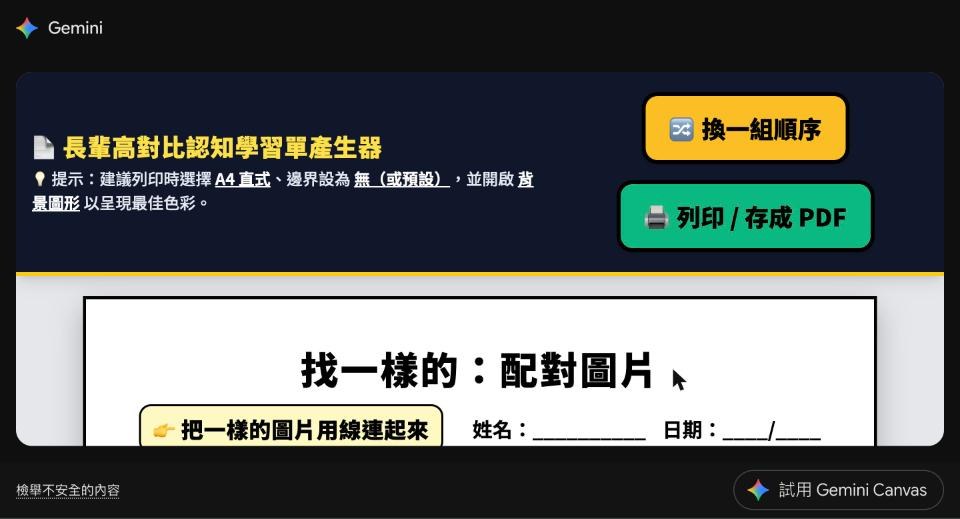 Gemini
長輩高對比認知學習單產生器
提示：建議列印時選擇 A4 直式、邊界設為 無（或預設），並開啟 背
景圖形 以呈現最佳色彩。
換一組順序
列印 / 存成 PDF
找一樣的：配對圖片
把一樣的圖片用線連起來 姓名：__________ 日期：____/____
檢舉不安全的內容
試用 Gemini Canvas